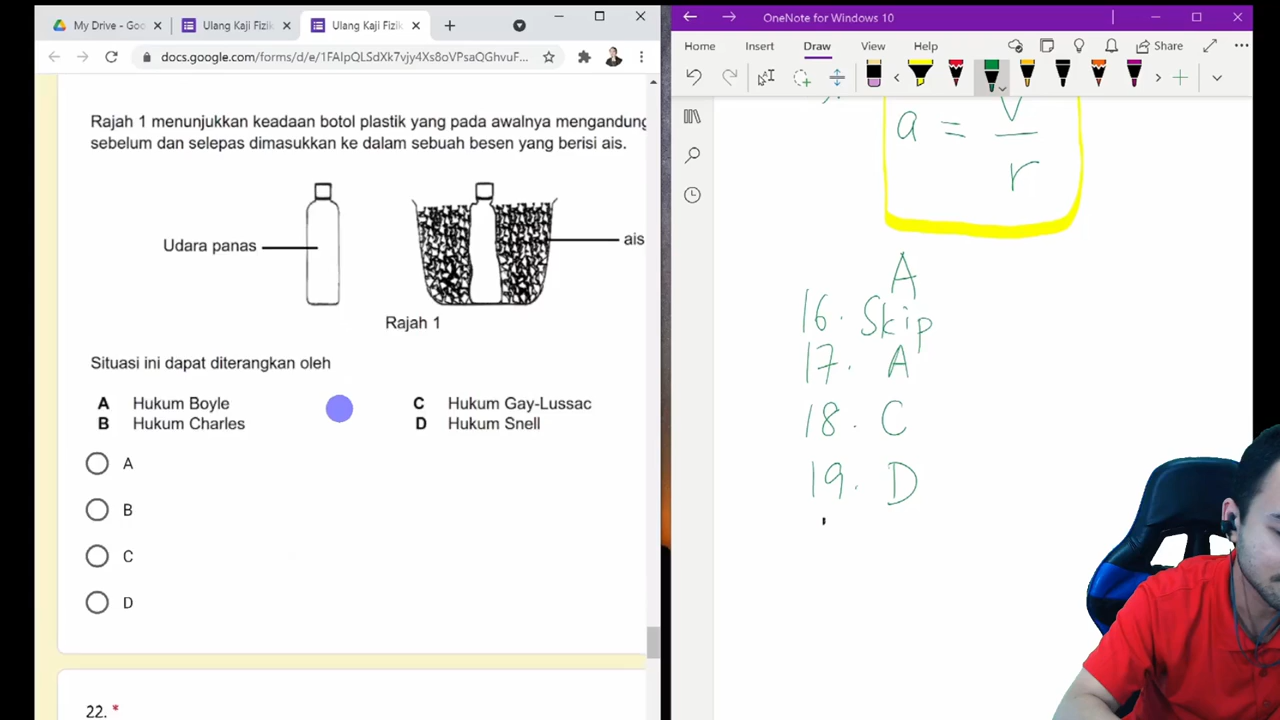 My Drive - Goo
Ulang Kaji Fizik
Ulang Kaji Fizik
docs.google.com/forms/d/e/1FAIpQLSdXk7vjy4Xs8oVPsaQGhvuF...
Rajah 1 menunjukkan keadaan botol plastik yang pada awalnya mengandung
sebelum dan selepas dimasukkan ke dalam sebuah besen yang berisi ais.
Udara panas
ais
Rajah 1
Situasi ini dapat diterangkan oleh
A Hukum Boyle C Hukum Gay-Lussac
B Hukum Charles D Hukum Snell
A
B
C
D
22. *
OneNote for Windows 10
Home Insert Draw View Help Share
a = v
r
A
16. Skip
17. A
18. C
19. D